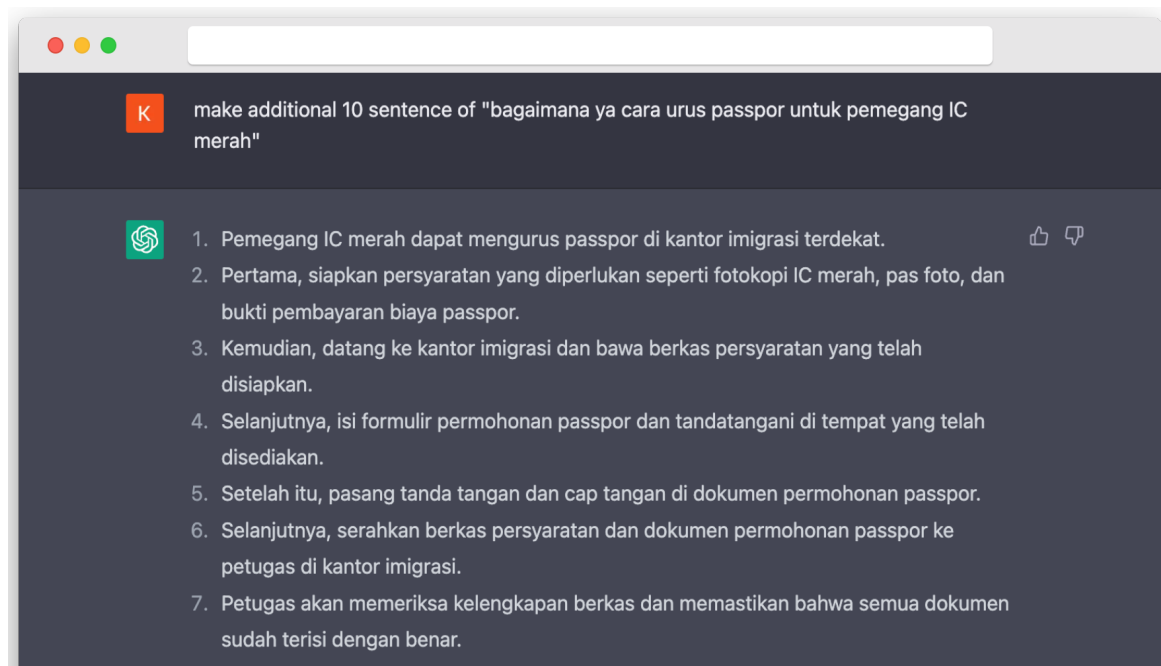 K
make additional 10 sentence of "bagaimana ya cara urus passpor untuk pemegang IC
merah"
1. Pemegang IC merah dapat mengurus passpor di kantor imigrasi terdekat.
2. Pertama, siapkan persyaratan yang diperlukan seperti fotokopi IC merah, pas foto, dan
bukti pembayaran biaya passpor.
3. Kemudian, datang ke kantor imigrasi dan bawa berkas persyaratan yang telah
disiapkan.
4. Selanjutnya, isi formulir permohonan passpor dan tandatangani di tempat yang telah
disediakan.
5. Setelah itu, pasang tanda tangan dan cap tangan di dokumen permohonan passpor.
6. Selanjutnya, serahkan berkas persyaratan dan dokumen permohonan passpor ke
petugas di kantor imigrasi.
7. Petugas akan memeriksa kelengkapan berkas dan memastikan bahwa semua dokumen
sudah terisi dengan benar.